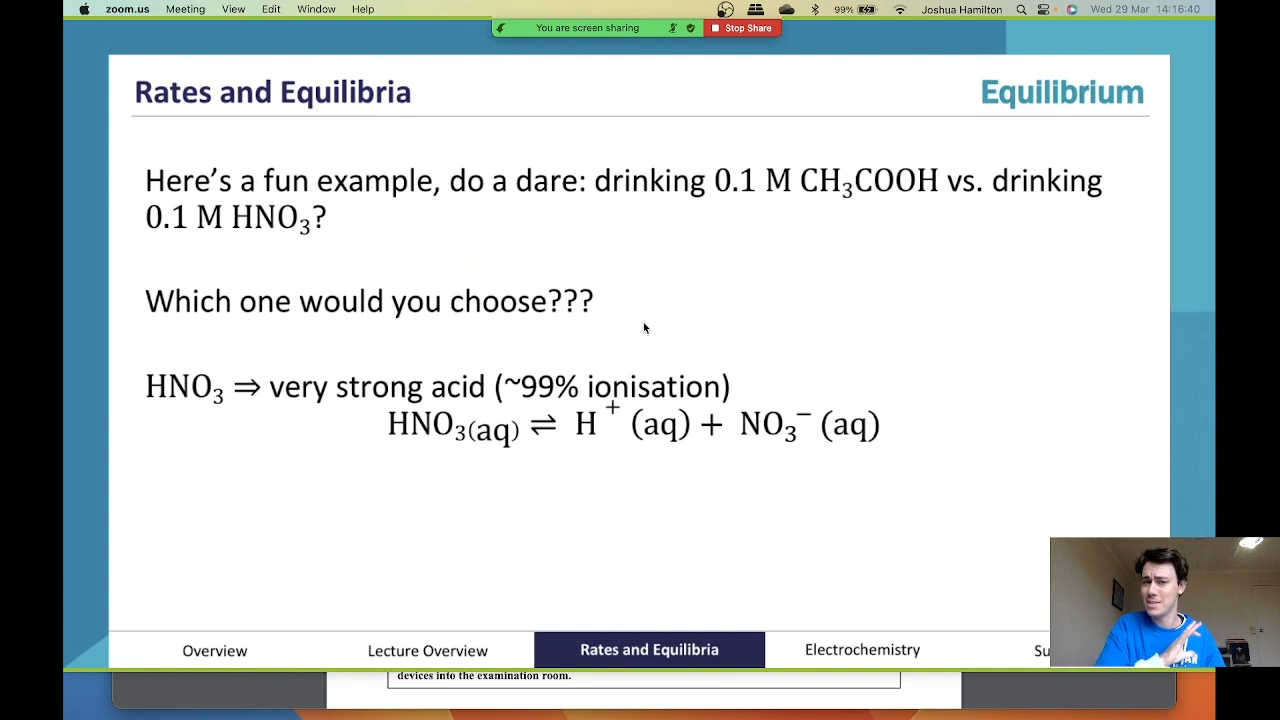 zoom.us Meeting View Edit Window Help 99% Joshua Hamilton Wed 29 Mar 14:16:40
You are screen sharing Stop Share
Rates and Equilibria Equilibrium
Here's a fun example, do a dare: drinking 0.1 M CH₃COOH vs. drinking
0.1 M HNO₃?
Which one would you choose???
HNO₃ ⇒ very strong acid (~99% ionisation)
HNO₃(aq) ⇌ H⁺ (aq) + NO₃⁻ (aq)
Overview Lecture Overview Rates and Equilibria Electrochemistry Su
devices into the examination room.